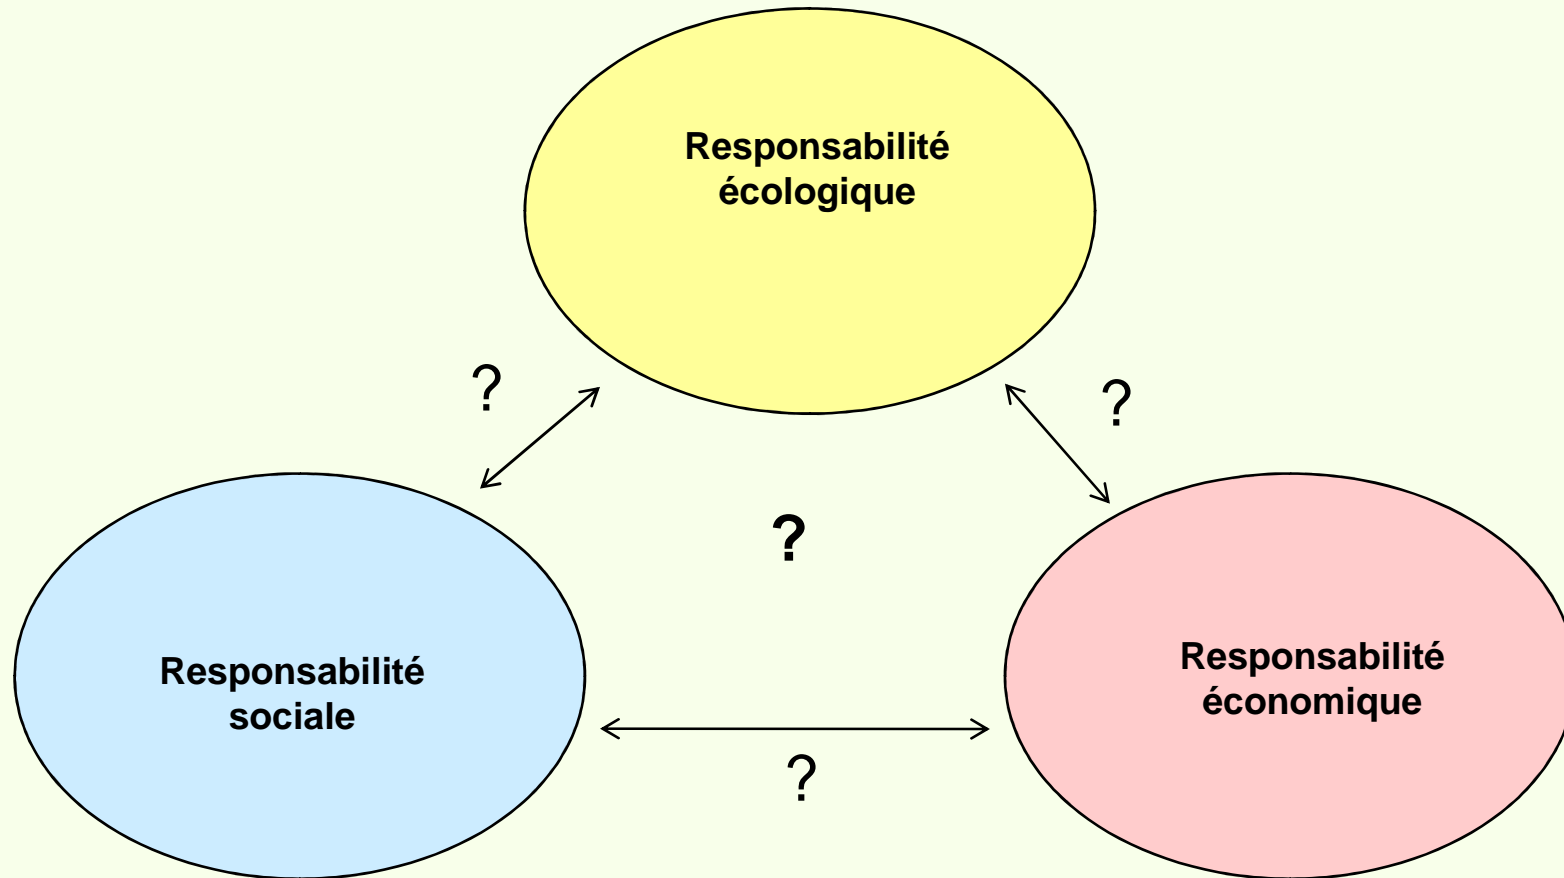 Responsabilité
écologique
?
?
?
Responsabilité
sociale
Responsabilité
économique
?